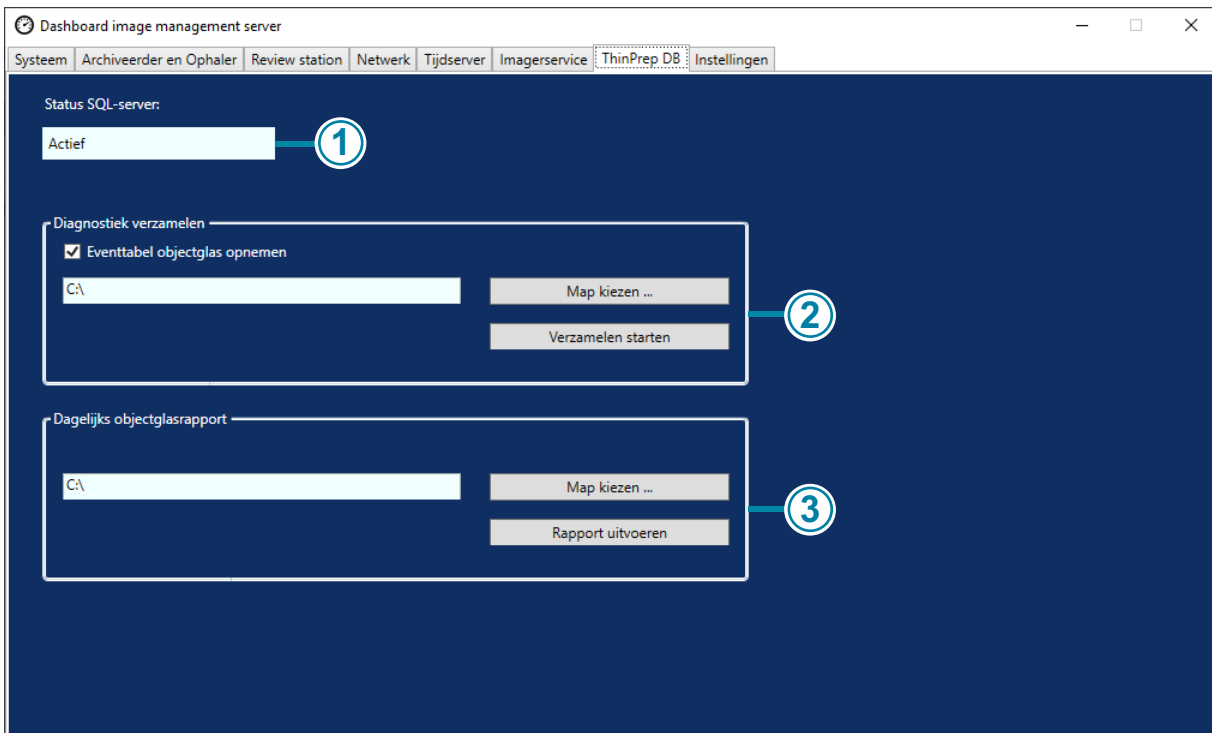 Dashboard image management server
Systeem Archiveerder en Ophaler Review station Netwerk Tijdserver Imagerservice ThinPrep DB Instellingen
Status SQL-server:
Actief
1
Diagnostiek verzamelen
Eventtabel objectglas opnemen
C:\ Map kiezen ...
2
Verzamelen starten
Dagelijks objectglasrapport
C:\ Map kiezen ...
3
Rapport uitvoeren